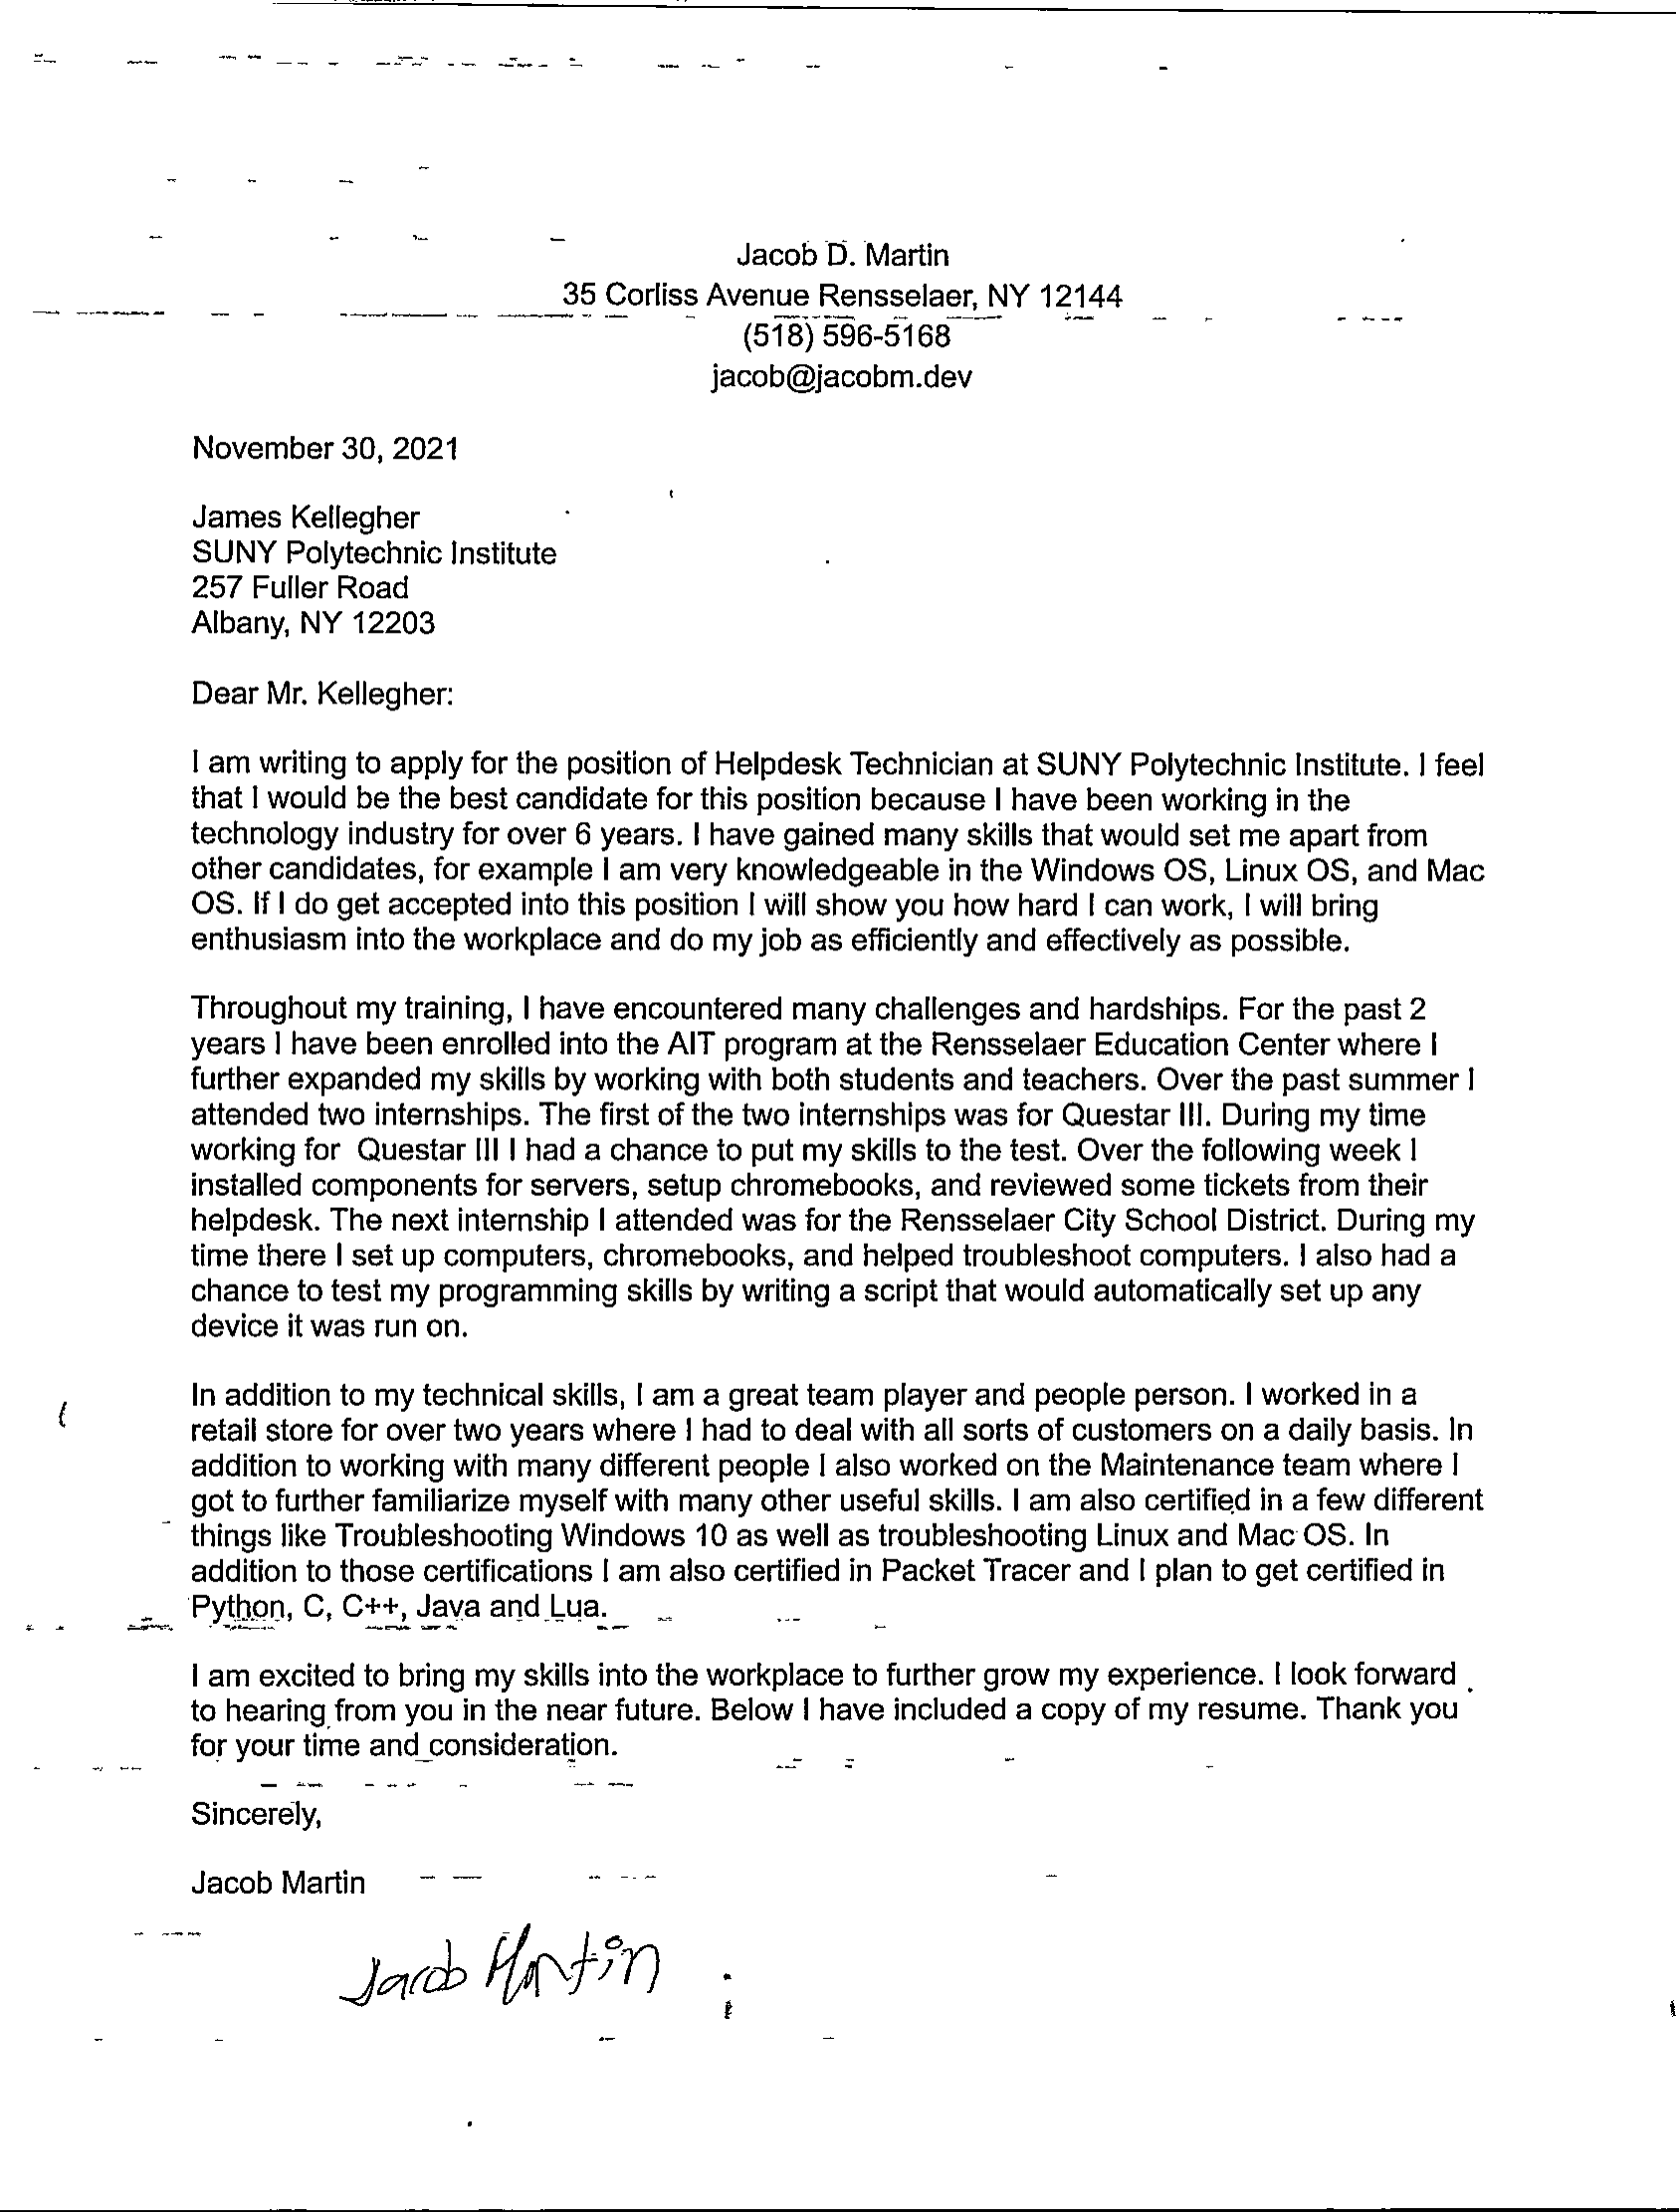 Jacob D. Martin
35 Corliss Avenue Rensselaer, NY 12144
(518) 596-5168
jacob@jacobm.dev
November 30, 2021
James Kellegher
SUNY Polytechnic Institute
257 Fuller Road
Albany, NY 12203
Dear Mr. Kellegher:
I am writing to apply for the position of Helpdesk Technician at SUNY Polytechnic Institute. I feel
that I would be the best candidate for this position because I have been working in the
technology industry for over 6 years. I have gained many skills that would set me apart from
other candidates, for example I am very knowledgeable in the Windows OS, Linux OS, and Mac
OS. If I do get accepted into this position I will show you how hard I can work, I will bring
enthusiasm into the workplace and do my job as efficiently and effectively as possible.
Throughout my training, I have encountered many challenges and hardships. For the past 2
years I have been enrolled into the AIT program at the Rensselaer Education Center where I
further expanded my skills by working with both students and teachers. Over the past summer I
attended two internships. The first of the two internships was for Questar III. During my time
working for Questar III I had a chance to put my skills to the test. Over the following week I
installed components for servers, setup chromebooks, and reviewed some tickets from their
helpdesk. The next internship I attended was for the Rensselaer City School District. During my
time there I set up computers, chromebooks, and helped troubleshoot computers. I also had a
chance to test my programming skills by writing a script that would automatically set up any
device it was run on.
In addition to my technical skills, I am a great team player and people person. I worked in a
retail store for over two years where I had to deal with all sorts of customers on a daily basis. In
addition to working with many different people I also worked on the Maintenance team where I
got to further familiarize myself with many other useful skills. I am also certified in a few different
things like Troubleshooting Windows 10 as well as troubleshooting Linux and Mac OS. In
addition to those certifications I am also certified in Packet Tracer and I plan to get certified in
Python, C, C++, Java and Lua.
I am excited to bring my skills into the workplace to further grow my experience. I look forward
to hearing from you in the near future. Below I have included a copy of my resume. Thank you
for your time and consideration.
Sincerely,
Jacob Martin
Jacob Martin